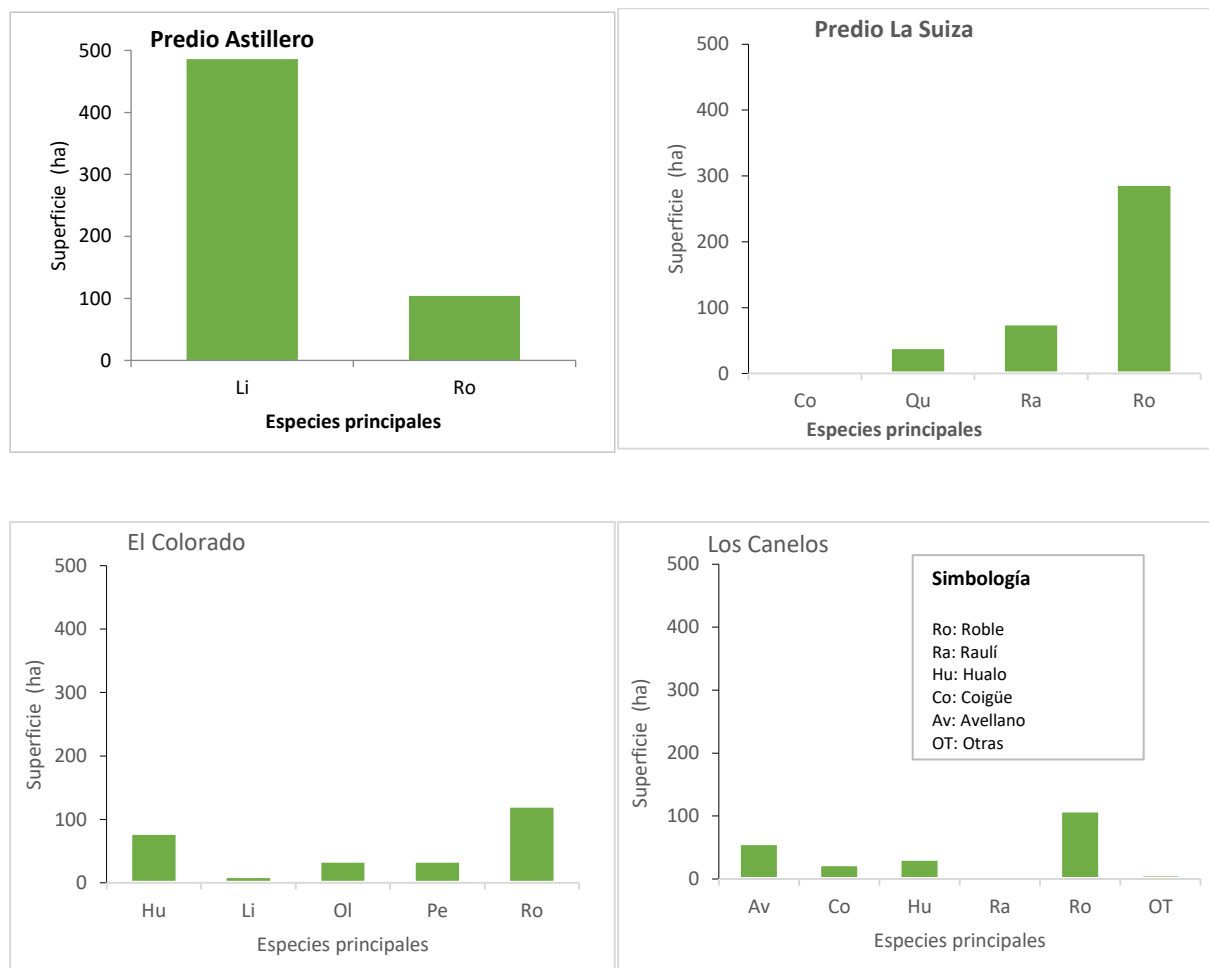 Predio Astillero
500
400
300
200
100
0
Superficie (ha)
Li Ro
Especies principales
Predio La Suiza
500
400
300
200
100
0
Superficie (ha)
Co Qu Ra Ro
Especies principales
El Colorado
500
400
300
200
100
0
Superficie (ha)
Hu Li Ol Pe Ro
Especies principales
Los Canelos
500
400
300
200
100
0
Superficie (ha)
Simbología
Ro: Roble
Ra: Raulí
Hu: Hualo
Co: Coigüe
Av: Avellano
OT: Otras
Av Co Hu Ra Ro OT
Especies principales